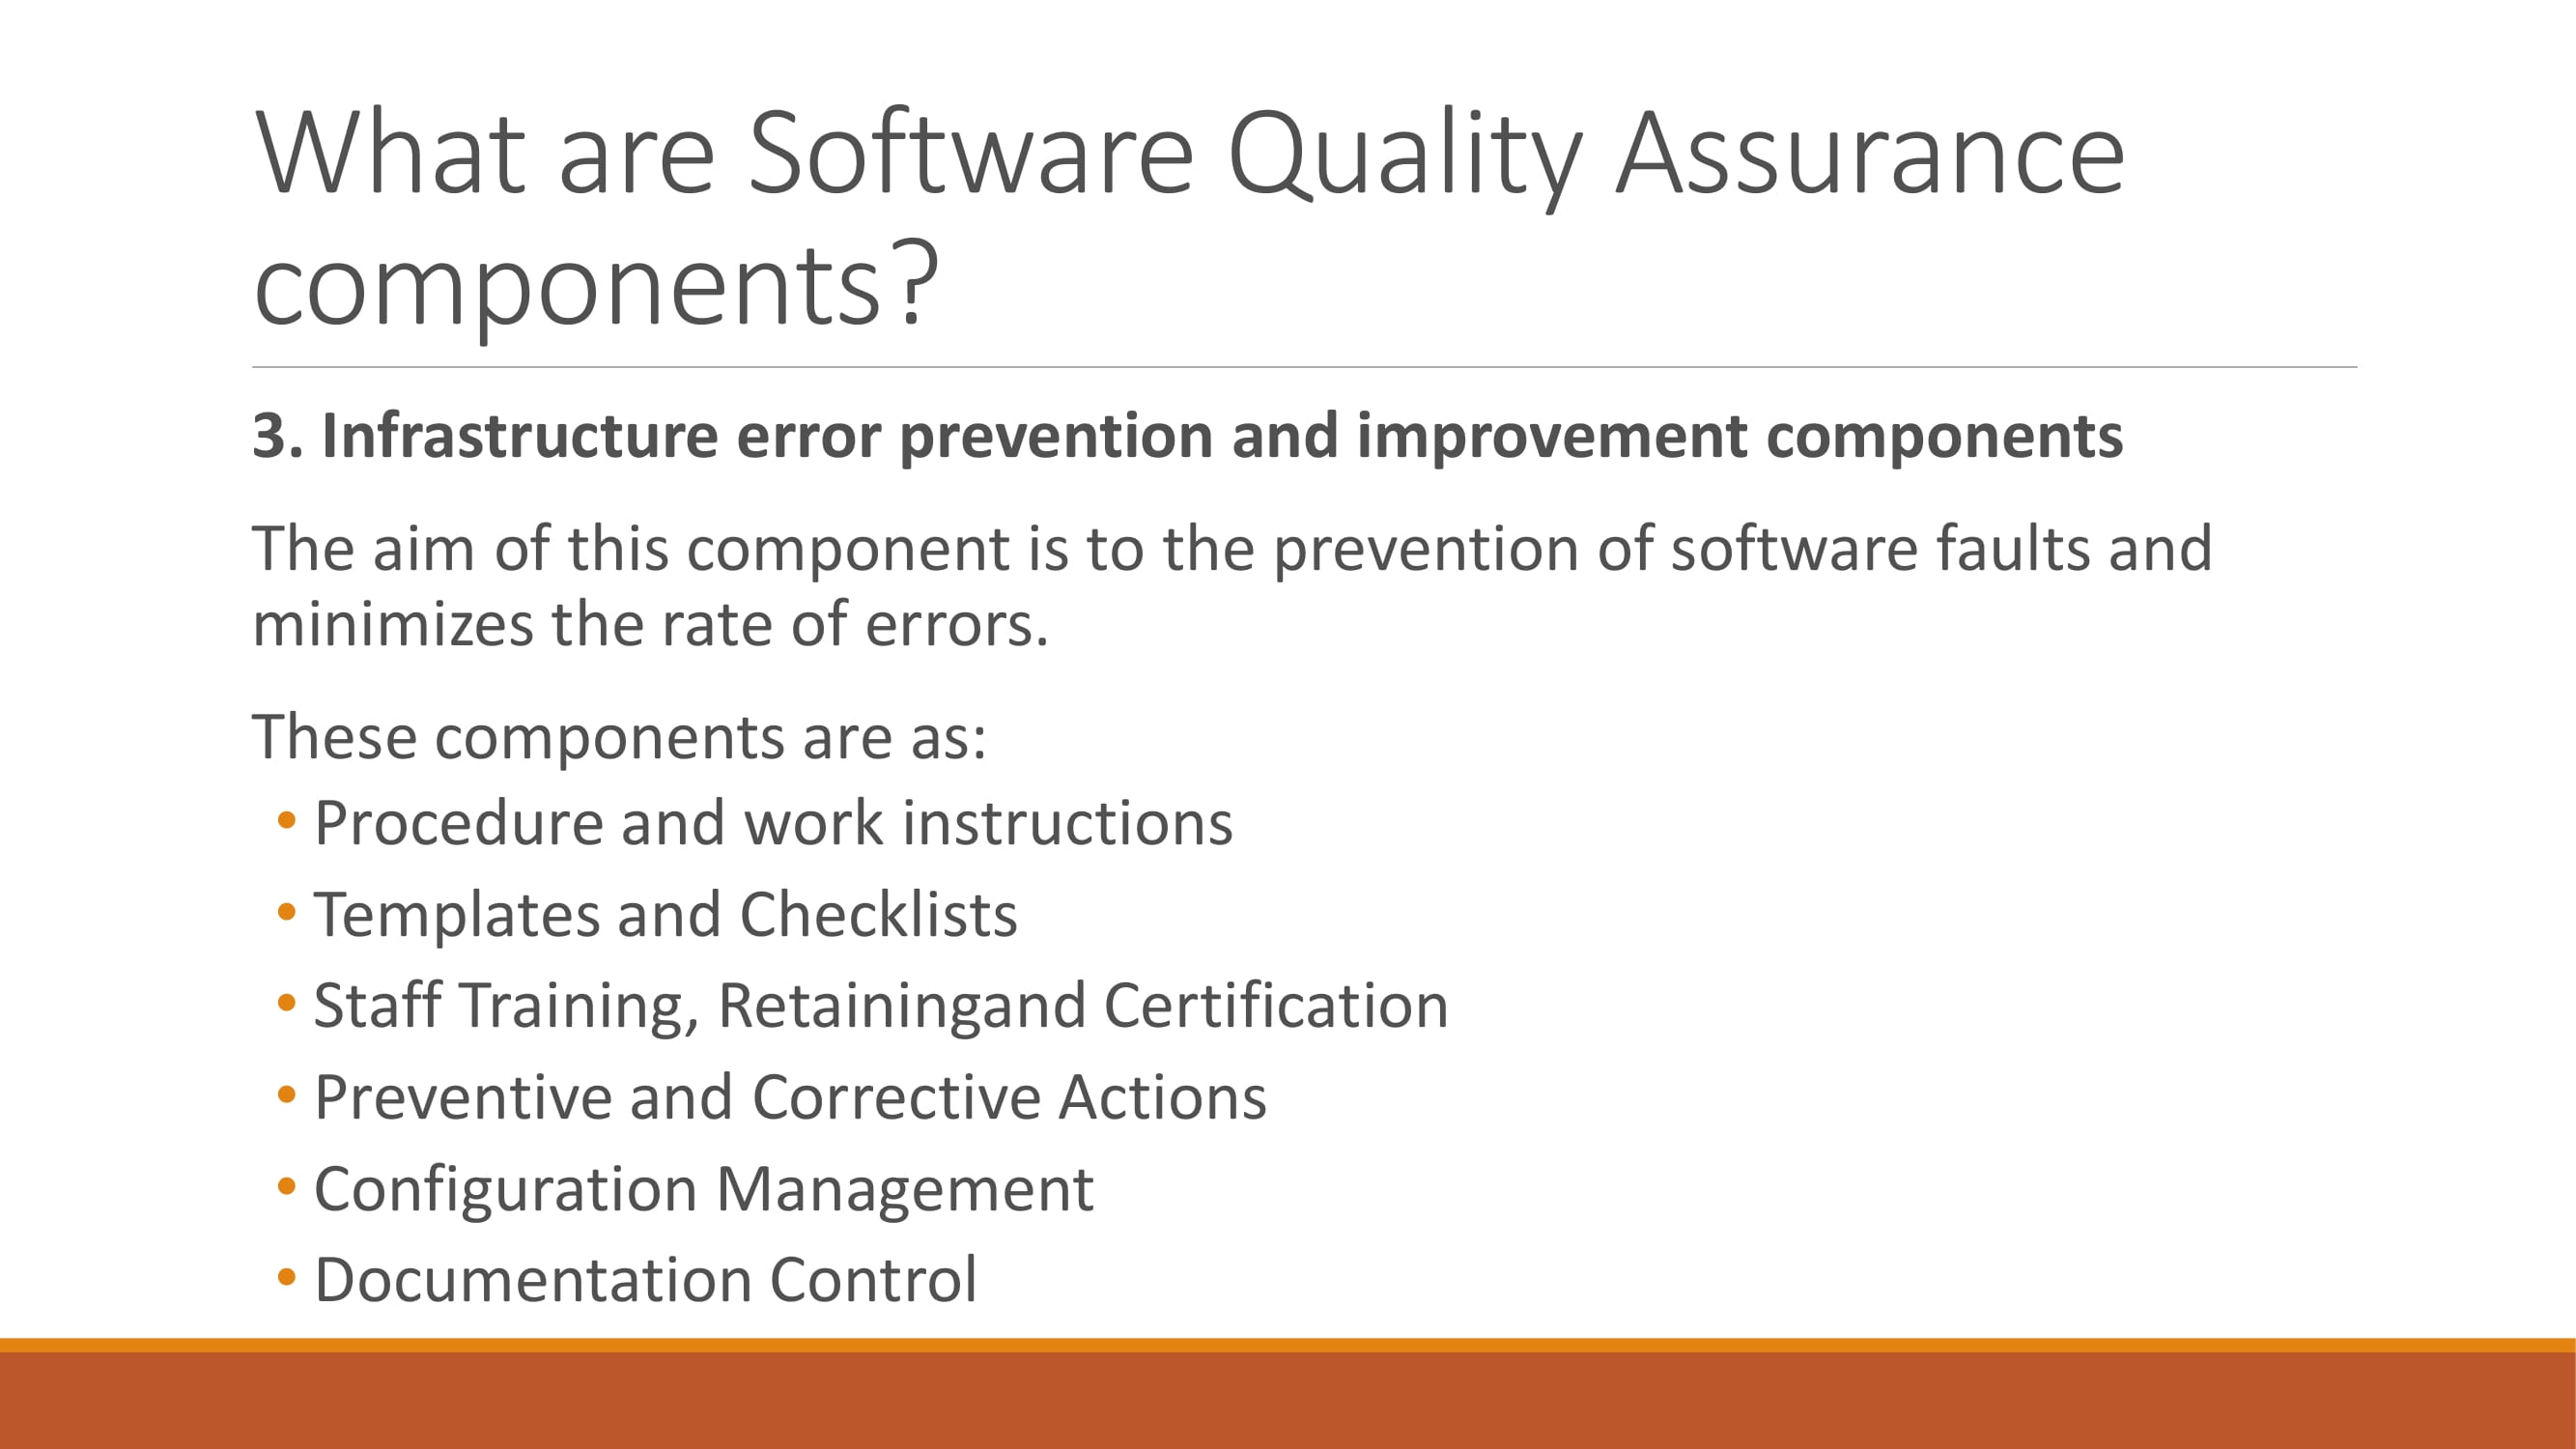 What are Software Quality Assurance
components?
3. Infrastructure error prevention and improvement components
The aim of this component is to the prevention of software faults and
minimizes the rate of errors.
These components are as:
• Procedure and work instructions
• Templates and Checklists
• Staff Training, Retainingand Certification
• Preventive and Corrective Actions
• Configuration Management
• Documentation Control